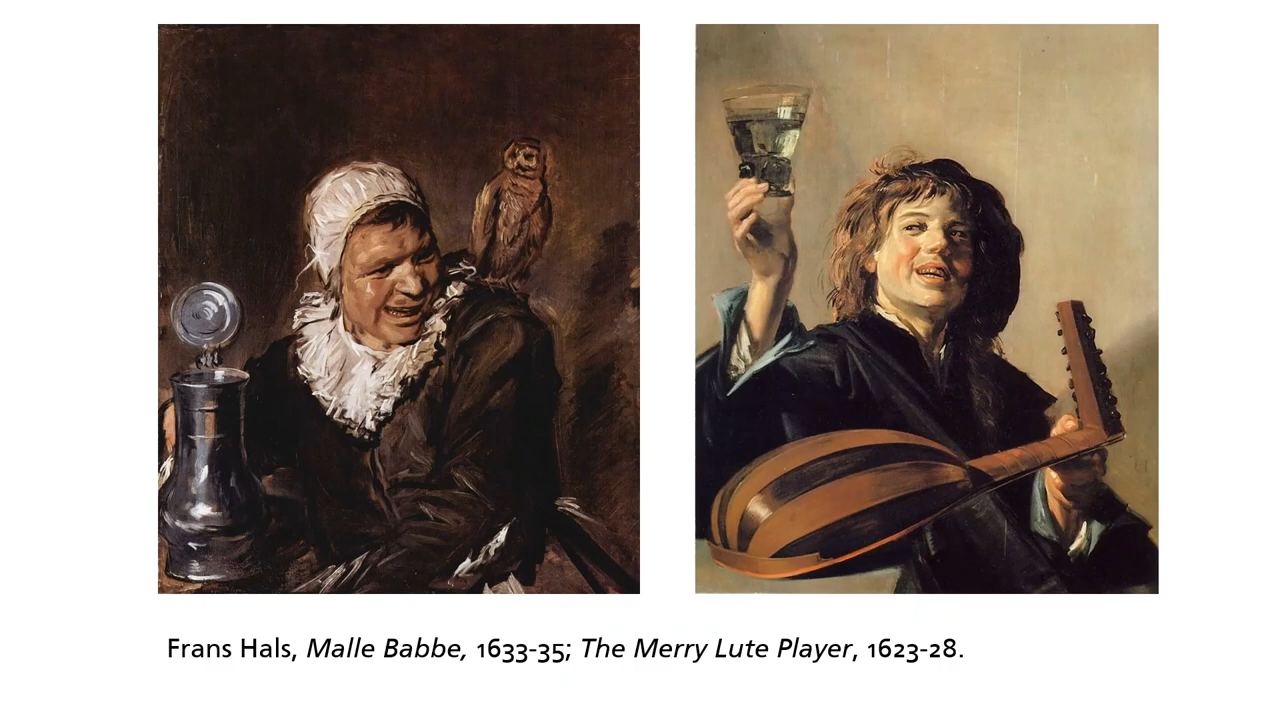 Frans Hals, Malle Babbe, 1633-35; The Merry Lute Player, 1623-28.